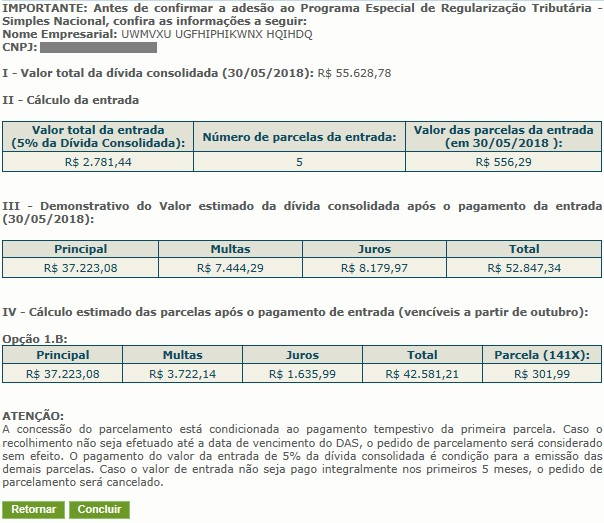 IMPORTANTE: Antes de confirmar a adesão ao Programa Especial de Regularização Tributária -
Simples Nacional, confira as informações a seguir:
Nome Empresarial: UWMVXU UGFHIPHIKWNX HQIHDQ
CNPJ:
I - Valor total da dívida consolidada (30/05/2018): R$ 55.628,78
II - Cálculo da entrada
Valor total da entrada (5% da Dívida Consolidada): Número de parcelas da entrada: Valor das parcelas da entrada (em 30/05/2018 ):
R$ 2.781,44 5 R$ 556,29
III - Demonstrativo do Valor estimado da dívida consolidada após o pagamento da entrada
(30/05/2018):
Principal Multas Juros Total
R$ 37.223,08 R$ 7.444,29 R$ 8.179,97 R$ 52.847,34
IV - Cálculo estimado das parcelas após o pagamento de entrada (vencíveis a partir de outubro):
Opção 1.B:
Principal Multas Juros Total Parcela (141X):
R$ 37.223,08 R$ 3.722,14 R$ 1.635,99 R$ 42.581,21 R$ 301,99
ATENÇÃO:
A concessão do parcelamento está condicionada ao pagamento tempestivo da primeira parcela. Caso o
recolhimento não seja efetuado até a data de vencimento do DAS, o pedido de parcelamento será considerado
sem efeito. O pagamento do valor da entrada de 5% da dívida consolidada é condição para a emissão das
demais parcelas. Caso o valor de entrada não seja pago integralmente nos primeiros 5 meses, o pedido de
parcelamento será cancelado.
Retornar Concluir